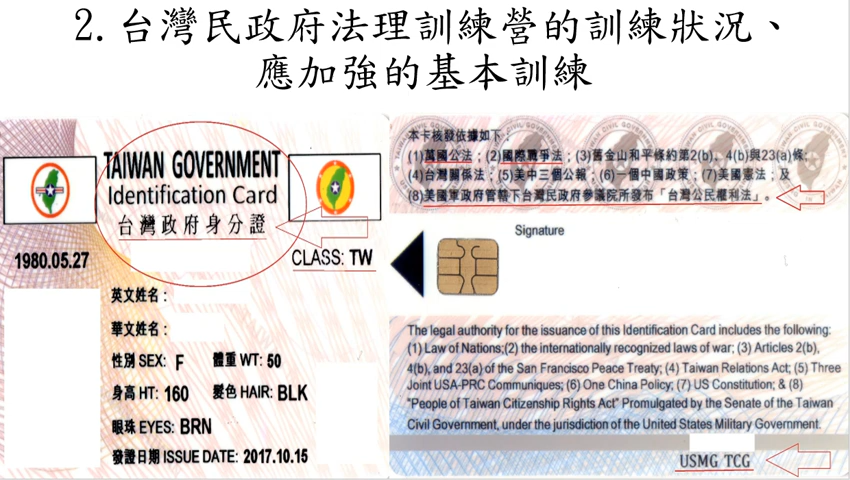 2. 台灣民政府法理訓練營的訓練狀況、
應加強的基本訓練
TAIWAN GOVERNMENT
Identification Card
台灣政府身分證
1980.05.27
CLASS: TW
英文姓名：
華文姓名：
性別 SEX: F 體重 WT: 50
身高 HT: 160 髮色 HAIR: BLK
眼珠 EYES: BRN
發證日期 ISSUE DATE: 2017.10.15
本卡核發依據如下：
(1)萬國公法；(2)國際戰爭法；(3)舊金山和平條約第2(b)、4(b)與23(a)條；
(4)台灣關係法；(5)美中三個公報；(6)一個中國政策；(7)美國憲法；及
(8)美國軍政府管轄下台灣民政府參議院所發布「台灣公民權利法」。
Signature
The legal authority for the issuance of this Identification Card includes the following:
(1) Law of Nations;(2) the internationally recognized laws of war; (3) Articles 2(b),
4(b), and 23(a) of the San Francisco Peace Treaty; (4) Taiwan Relations Act; (5) Three
Joint USA-PRC Communiques; (6) One China Policy; (7) US Constitution; & (8)
"People of Taiwan Citizenship Rights Act" Promulgated by the Senate of the Taiwan
Civil Government, under the jurisdiction of the United States Military Government.
USMG TCG